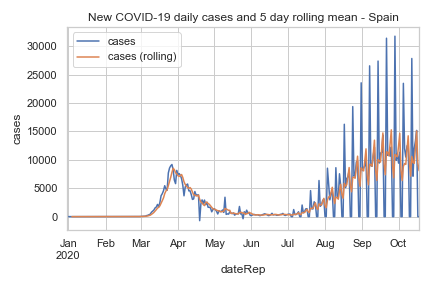 New COVID-19 daily cases and 5 day rolling mean - Spain
cases
cases (rolling)
30000
25000
20000
15000
10000
5000
0
cases
Jan Feb Mar Apr May Jun Jul Aug Sep Oct
2020
dateRep